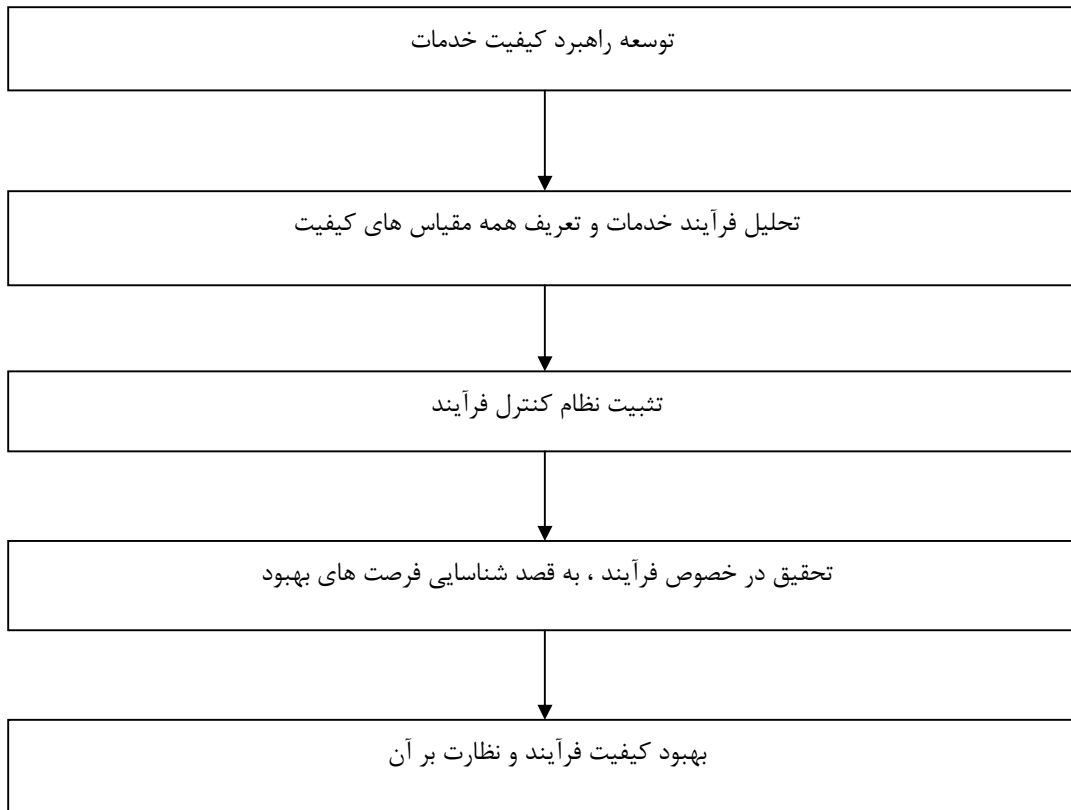 توسعه راهبرد کیفیت خدمات
تحلیل فرآیند خدمات و تعریف همه مقیاس های کیفیت
تثبیت نظام کنترل فرآیند
تحقیق در خصوص فرآیند ، به قصد شناسایی فرصت های بهبود
بهبود کیفیت فرآیند و نظارت بر آن